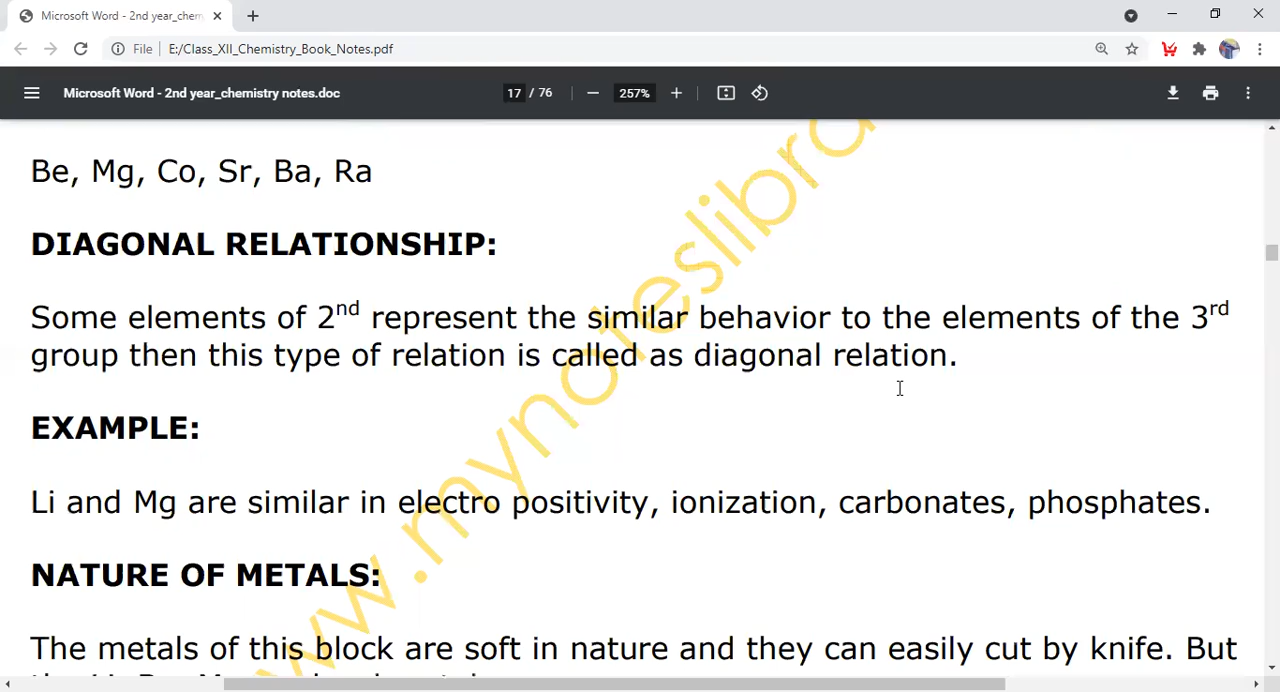 Microsoft Word - 2nd year_chem
File
E:/Class_XII_Chemistry_Book_Notes.pdf
Microsoft Word - 2nd year_chemistry notes.doc
17 / 76
257%
Be, Mg, Co, Sr, Ba, Ra
DIAGONAL RELATIONSHIP:
Some elements of 2nd represent the similar behavior to the elements of the 3rd
group then this type of relation is called as diagonal relation.
EXAMPLE:
Li and Mg are similar in electro positivity, ionization, carbonates, phosphates.
NATURE OF METALS:
The metals of this block are soft in nature and they can easily cut by knife. But
www.mynoteslibra